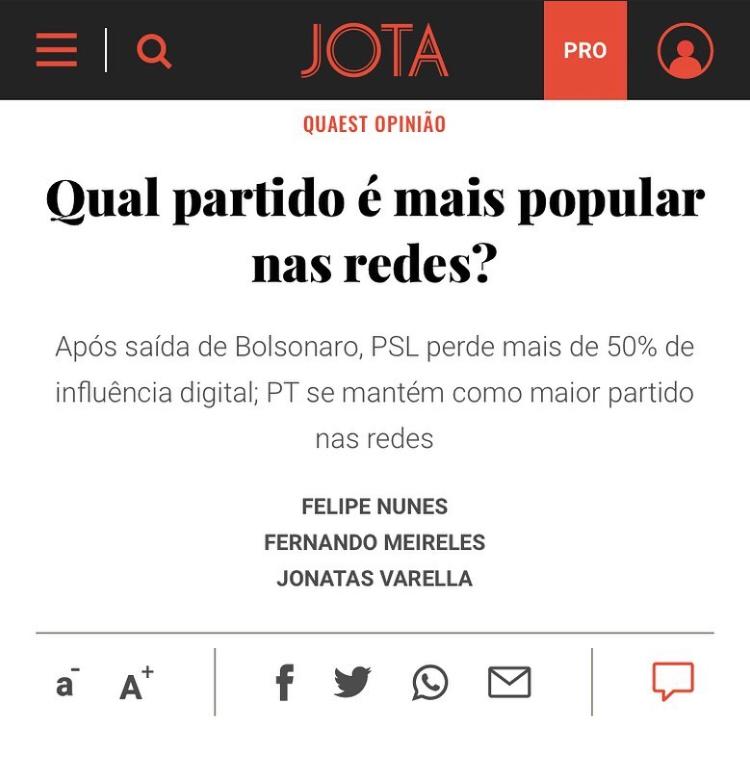 JOTA
PRO
QUAEST OPINIÃO
Qual partido é mais popular
nas redes?
Após saída de Bolsonaro, PSL perde mais de 50% de
influência digital; PT se mantém como maior partido
nas redes
FELIPE NUNES
FERNANDO MEIRELES
JONATAS VARELLA
a- A+